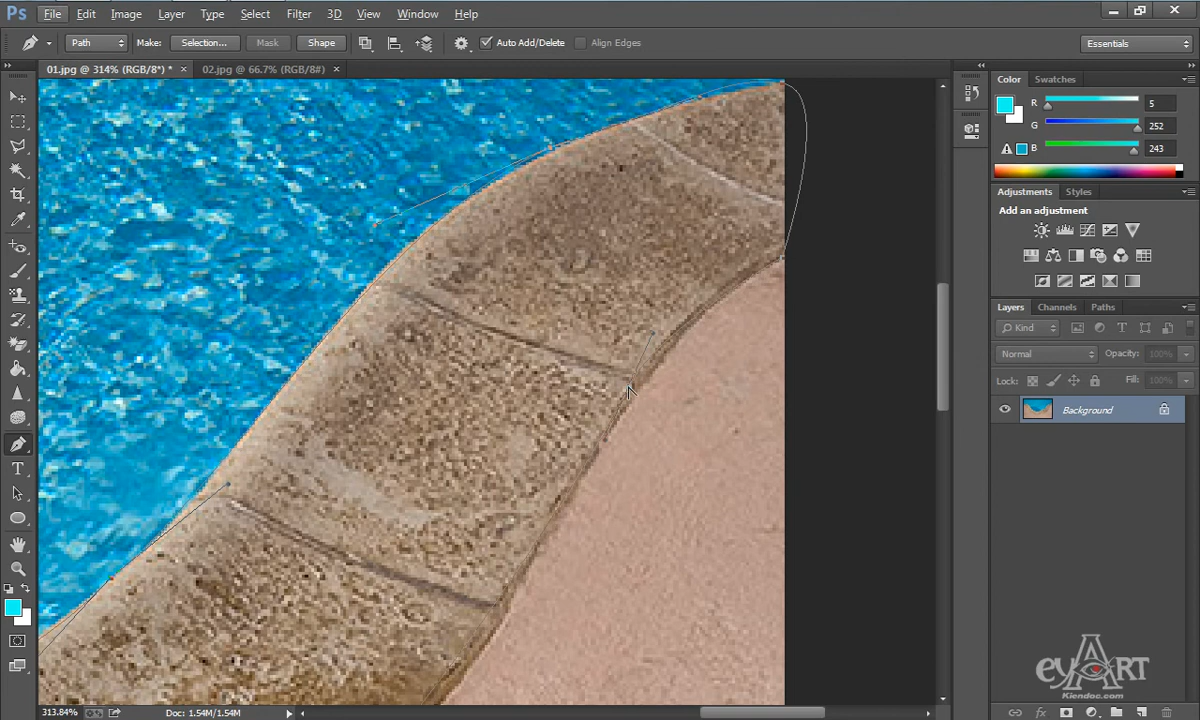 Ps File Edit Image Layer Type Select Filter 3D View Window Help
Path Make: Selection... Mask Shape Auto Add/Delete Align Edges Essentials
01.jpg @ 314% (RGB/8*) * × 02.jpg @ 66.7% (RGB/8#) ×
Color Swatches
R 5
G 252
B 243
Adjustments Styles
Add an adjustment
Layers Channels Paths
Kind
Normal Opacity: 100%
Lock: Fill: 100%
Background
eyART
Kiendoc.com
313.84% Doc: 1.54M/1.54M